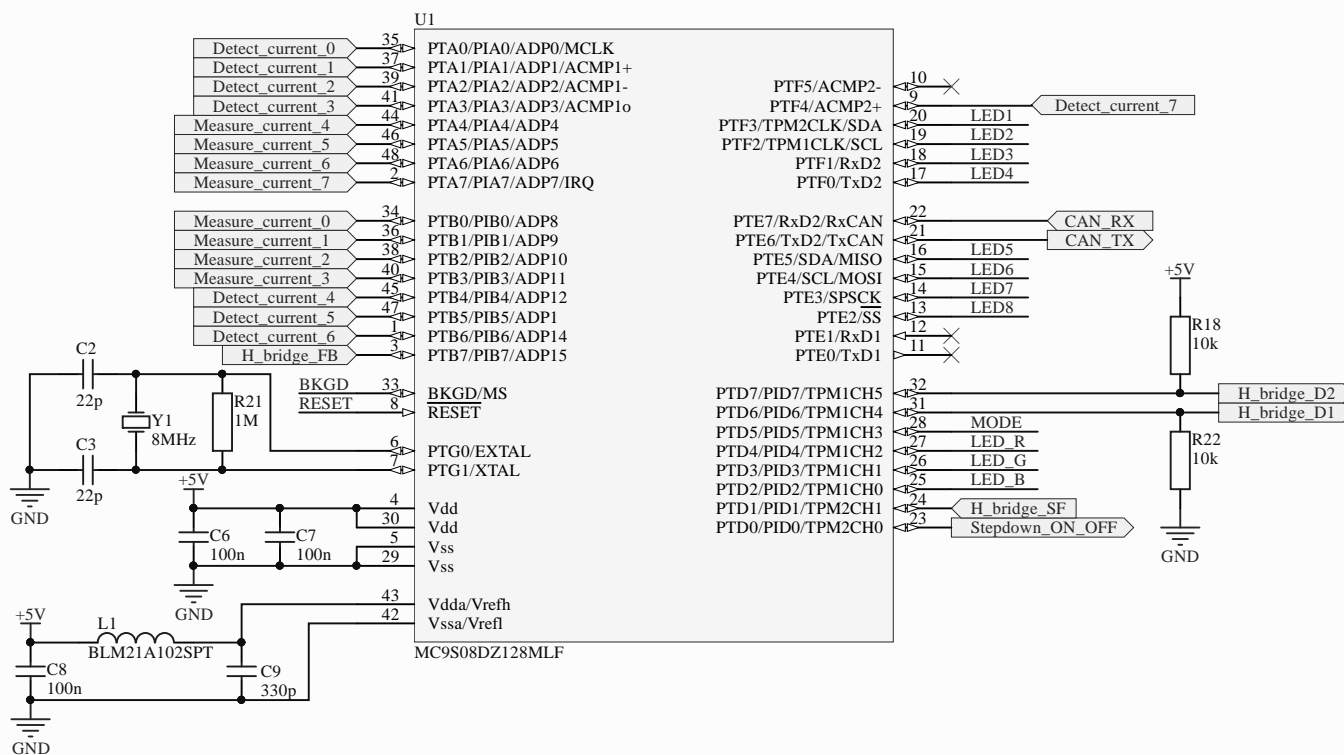 U1
Detect_current_0 35 PTA0/PIA0/ADP0/MCLK
Detect_current_1 37 PTA1/PIA1/ADP1/ACMP1+
Detect_current_2 39 PTA2/PIA2/ADP2/ACMP1-
Detect_current_3 41 PTA3/PIA3/ADP3/ACMP1o
Measure_current_4 44 PTA4/PIA4/ADP4
Measure_current_5 46 PTA5/PIA5/ADP5
Measure_current_6 48 PTA6/PIA6/ADP6
Measure_current_7 2 PTA7/PIA7/ADP7/IRQ
Measure_current_0 34 PTB0/PIB0/ADP8
Measure_current_1 36 PTB1/PIB1/ADP9
Measure_current_2 38 PTB2/PIB2/ADP10
Measure_current_3 40 PTB3/PIB3/ADP11
Detect_current_4 45 PTB4/PIB4/ADP12
Detect_current_5 47 PTB5/PIB5/ADP1
Detect_current_6 1 PTB6/PIB6/ADP14
H_bridge_FB 3 PTB7/PIB7/ADP15
BKGD 33 BKGD/MS
RESET 8 RESET
6 PTG0/EXTAL
7 PTG1/XTAL
4 Vdd
30 Vdd
5 Vss
29 Vss
43 Vdda/Vrefh
42 Vssa/Vrefl
MC9S08DZ128MLF
PTF5/ACMP2- 10
PTF4/ACMP2+ 9 Detect_current_7
PTF3/TPM2CLK/SDA 20 LED1
PTF2/TPM1CLK/SCL 19 LED2
PTF1/RxD2 18 LED3
PTF0/TxD2 17 LED4
PTE7/RxD2/RxCAN 22 CAN_RX
PTE6/TxD2/TxCAN 21 CAN_TX
PTE5/SDA/MISO 16 LED5
PTE4/SCL/MOSI 15 LED6
PTE3/SPSCK 14 LED7
PTE2/SS 13 LED8
PTE1/RxD1 12
PTE0/TxD1 11
PTD7/PID7/TPM1CH5 32 H_bridge_D2
PTD6/PID6/TPM1CH4 31 H_bridge_D1
PTD5/PID5/TPM1CH3 28 MODE
PTD4/PID4/TPM1CH2 27 LED_R
PTD3/PID3/TPM1CH1 26 LED_G
PTD2/PID2/TPM1CH0 25 LED_B
PTD1/PID1/TPM2CH1 24 H_bridge_SF
PTD0/PID0/TPM2CH0 23 Stepdown_ON_OFF
+5V
R18
10k
R22
10k
GND
C2
22p
Y1
8MHz
R21
1M
C3
22p
GND
+5V
C6
100n
C7
100n
GND
+5V
L1
BLM21A102SPT
C8
100n
C9
330p
GND